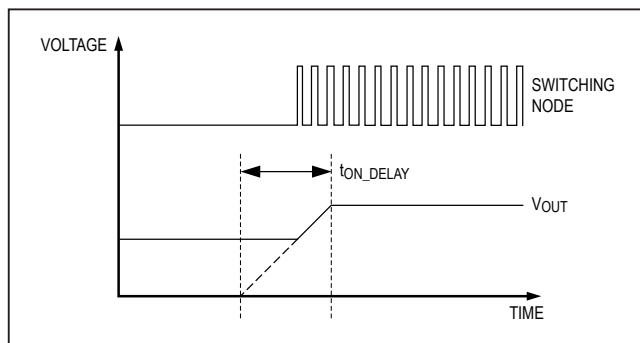 VOLTAGE
SWITCHING
NODE
tON_DELAY
VOUT
TIME